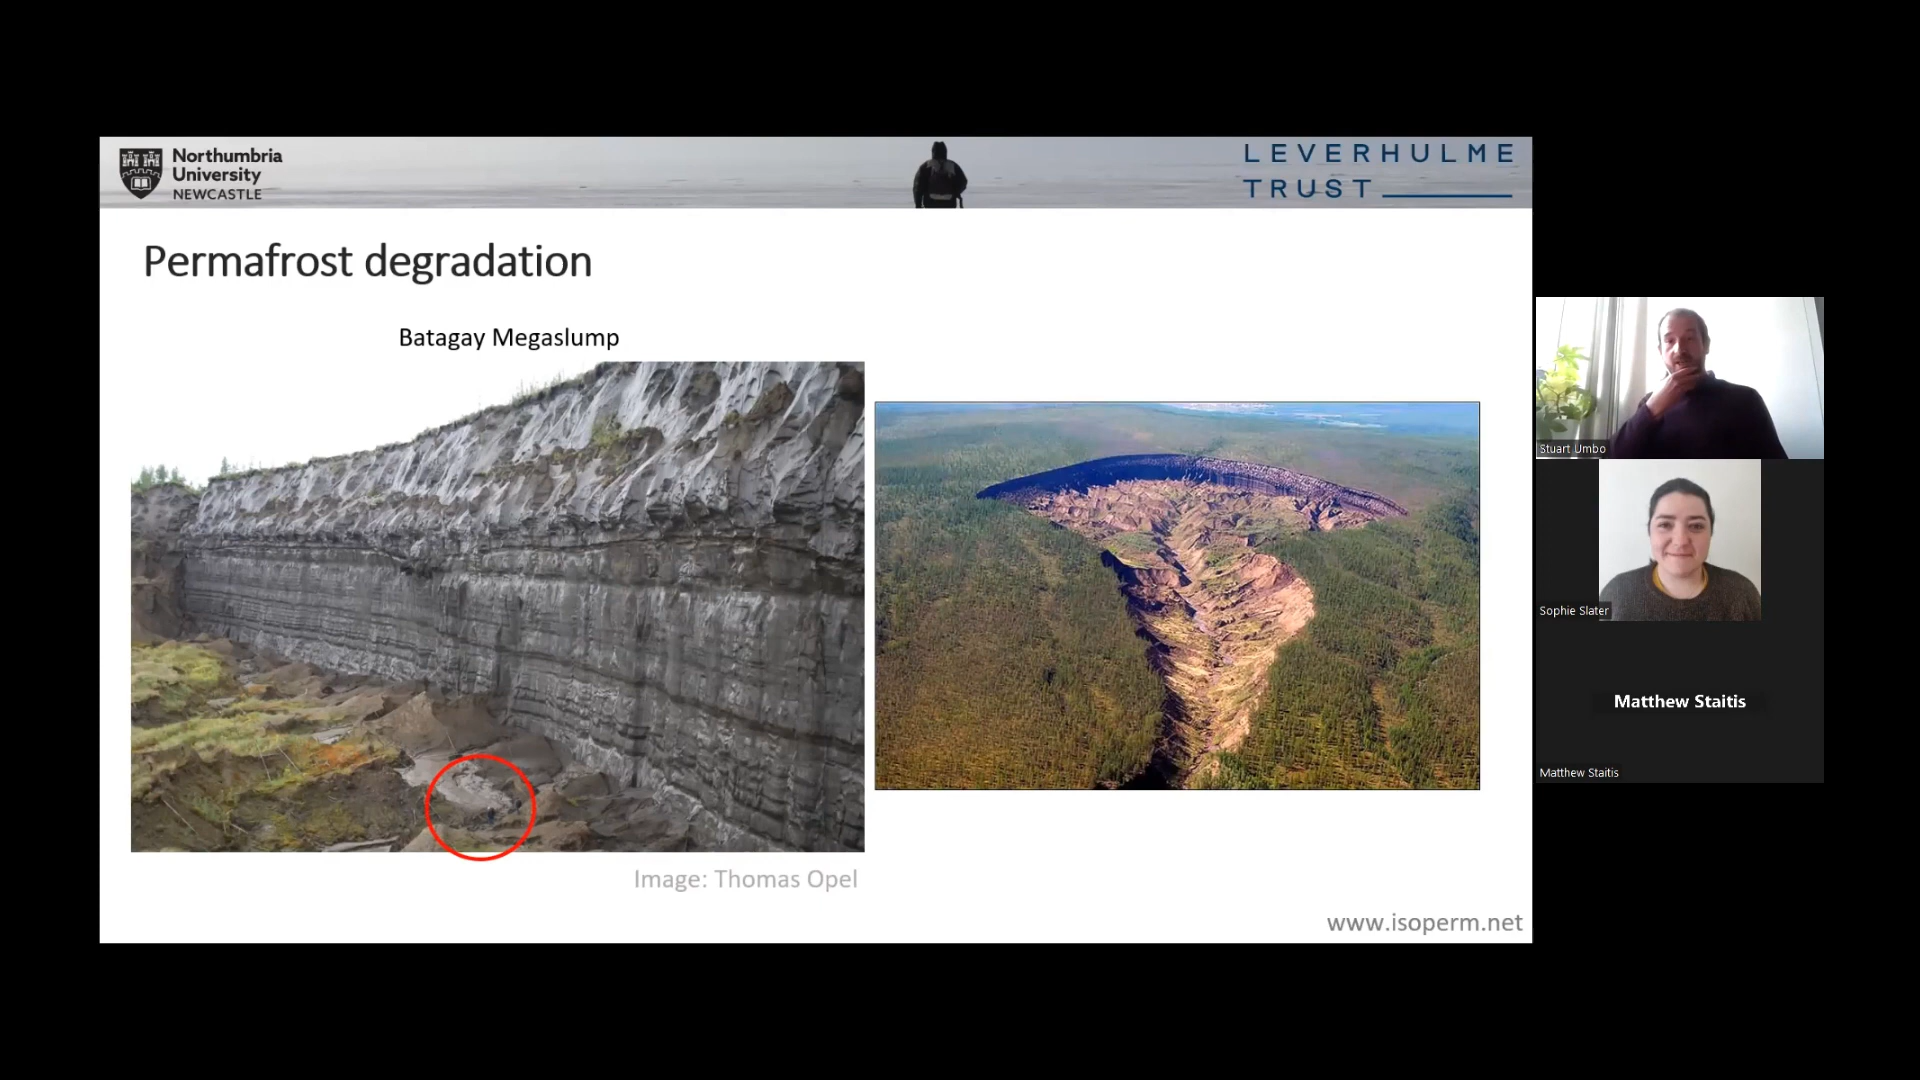 Northumbria
University
NEWCASTLE
LEVERHULME
TRUST
Permafrost degradation
Batagay Megaslump
Image: Thomas Opel
www.isoperm.net
Stuart Umbo
Sophie Slater
Matthew Staitis
Matthew Staitis